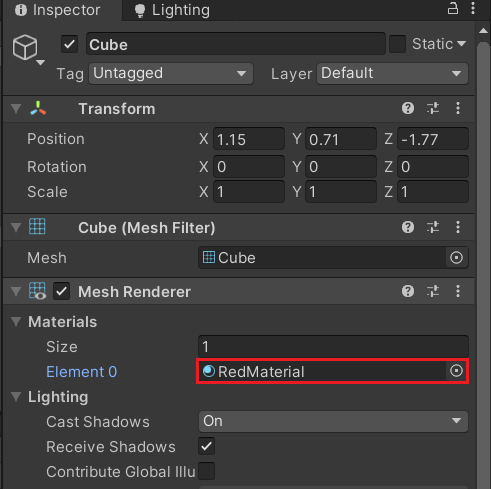 Inspector Lighting
Cube Static
Tag Untagged Layer Default
Transform
Position X 1.15 Y 0.71 Z -1.77
Rotation X 0 Y 0 Z 0
Scale X 1 Y 1 Z 1
Cube (Mesh Filter)
Mesh Cube
Mesh Renderer
Materials
Size 1
Element 0 RedMaterial
Lighting
Cast Shadows On
Receive Shadows
Contribute Global Illu